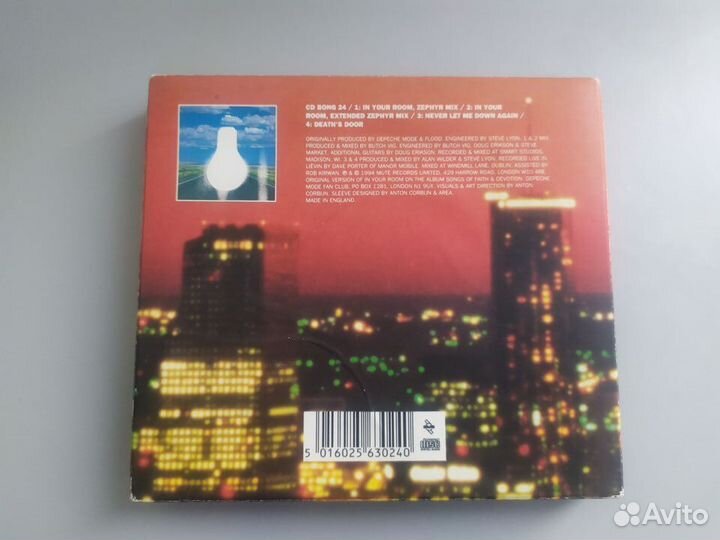 CD BONG 24 / 1: IN YOUR ROOM, ZEPHYR MIX / 2: IN YOUR
ROOM, EXTENDED ZEPHYR MIX / 3: NEVER LET ME DOWN AGAIN /
4: DEATH'S DOOR
ORIGINALLY PRODUCED BY DEPECHE MODE & FLOOD. ENGINEERED BY STEVE LYON. 1 & 2 MIX
PRODUCED & MIXED BY BUTCH VIG. ENGINEERED BY BUTCH VIG, DOUG ERIKSON & STEVE
MARKET. ADDITIONAL GUITARS BY DOUG ERIKSON. RECORDED & MIXED AT SMART STUDIOS,
MADISON, WI. 3 & 4 PRODUCED & MIXED BY ALAN WILDER & STEVE LYON. RECORDED LIVE IN
LIÉVIN BY DAVE PORTER OF MANOR MOBILE. MIXED AT WINDMILL LANE, DUBLIN. ASSISTED BY
ROB KIRWAN. ℗ & © 1994 MUTE RECORDS LIMITED, 429 HARROW ROAD, LONDON W10 4RE.
ORIGINAL VERSION OF IN YOUR ROOM ON THE ALBUM SONGS OF FAITH & DEVOTION. DEPECHE
MODE FAN CLUB: PO BOX 1281, LONDON N1 9UX. VISUALS & ART DIRECTION BY ANTON
CORBIJN. SLEEVE DESIGNED BY ANTON CORBIJN & AREA.
MADE IN ENGLAND.
5 016025 630240
Avito